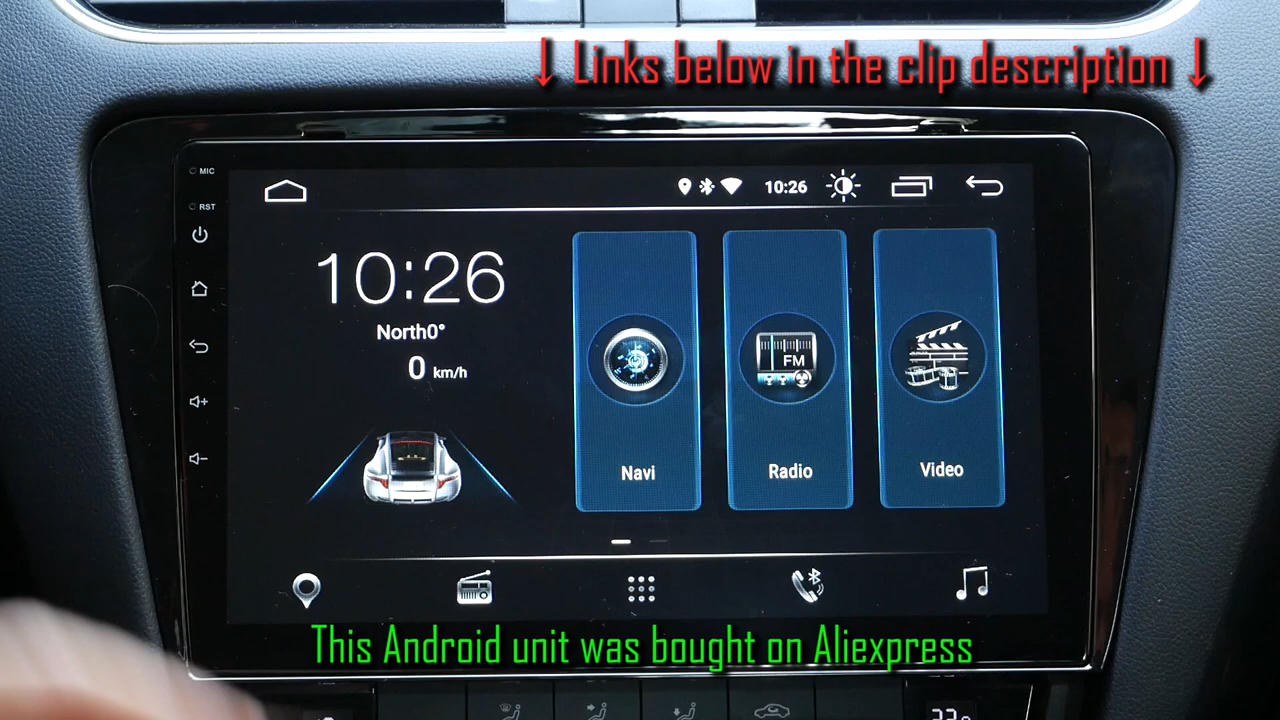 ↓ Links below in the clip description ↓
MIC
RST
10:26
10:26
North0°
0 km/h
FM
Navi
Radio
Video
This Android unit was bought on Aliexpress